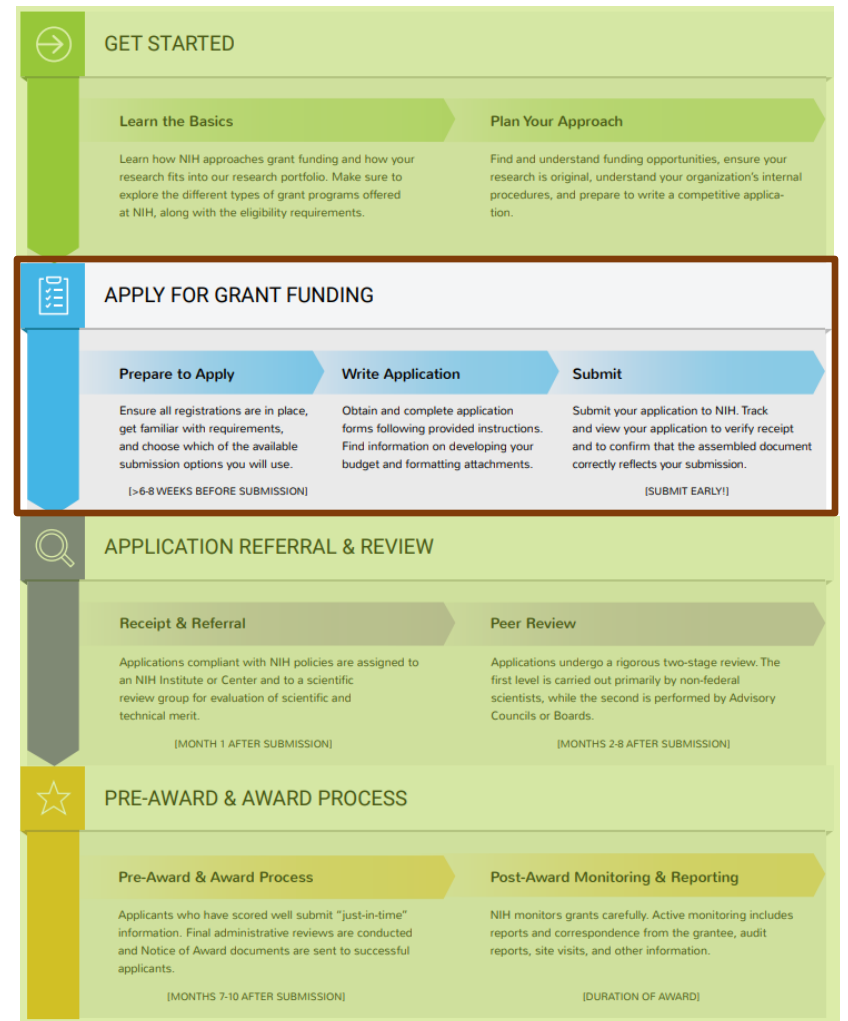 GET STARTED
Learn the Basics
Learn how NIH approaches grant funding and how your
research fits into our research portfolio. Make sure to
explore the different types of grant programs offered
at NIH, along with the eligibility requirements.
Plan Your Approach
Find and understand funding opportunities, ensure your
research is original, understand your organization's internal
procedures, and prepare to write a competitive applica-
tion.
APPLY FOR GRANT FUNDING
Prepare to Apply
Ensure all registrations are in place,
get familiar with requirements,
and choose which of the available
submission options you will use.
[>6-8 WEEKS BEFORE SUBMISSION]
Write Application
Obtain and complete application
forms following provided instructions.
Find information on developing your
budget and formatting attachments.
Submit
Submit your application to NIH. Track
and view your application to verify receipt
and to confirm that the assembled document
correctly reflects your submission.
[SUBMIT EARLY!]
APPLICATION REFERRAL & REVIEW
Receipt & Referral
Applications compliant with NIH policies are assigned to
an NIH Institute or Center and to a scientific
review group for evaluation of scientific and
technical merit.
[MONTH 1 AFTER SUBMISSION]
Peer Review
Applications undergo a rigorous two-stage review. The
first level is carried out primarily by non-federal
scientists, while the second is performed by Advisory
Councils or Boards.
[MONTHS 2-8 AFTER SUBMISSION]
PRE-AWARD & AWARD PROCESS
Pre-Award & Award Process
Applicants who have scored well submit "just-in-time"
information. Final administrative reviews are conducted
and Notice of Award documents are sent to successful
applicants.
[MONTHS 7-10 AFTER SUBMISSION]
Post-Award Monitoring & Reporting
NIH monitors grants carefully. Active monitoring includes
reports and correspondence from the grantee, audit
reports, site visits, and other information.
[DURATION OF AWARD]